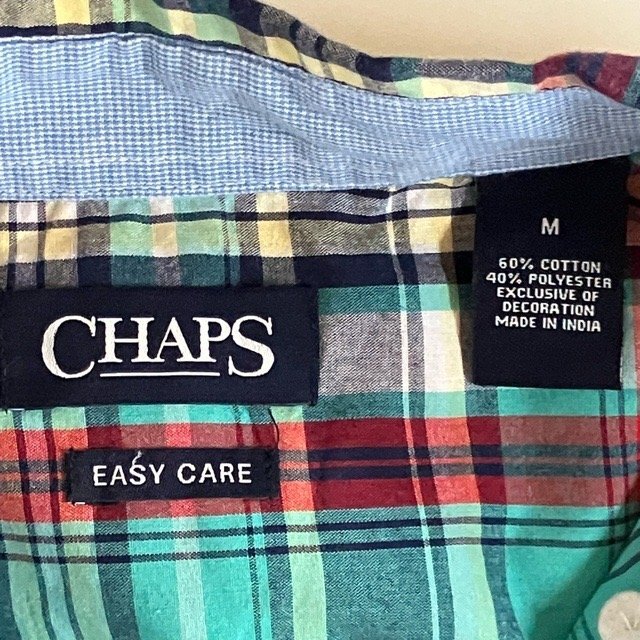 CHAPS
EASY CARE
M
60% COTTON
40% POLYESTER
EXCLUSIVE OF
DECORATION
MADE IN INDIA